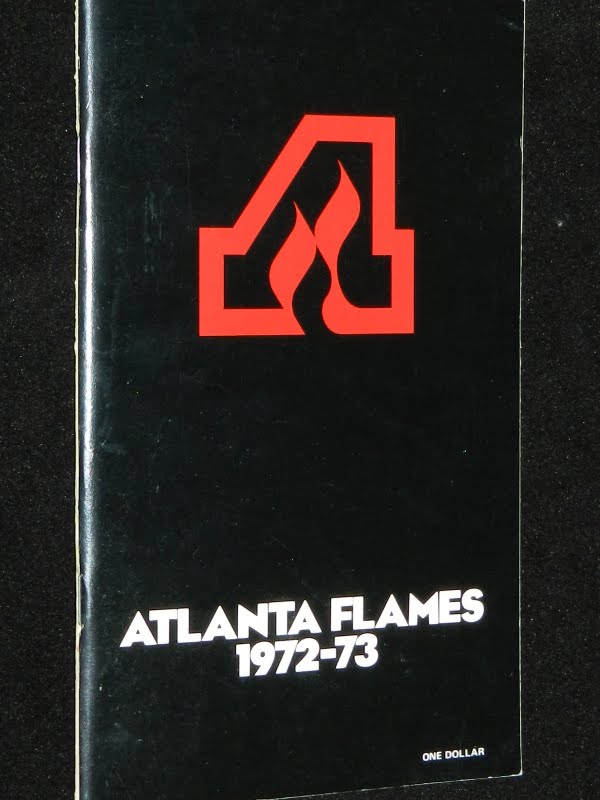 ATLANTA FLAMES
1972-73
ONE DOLLAR